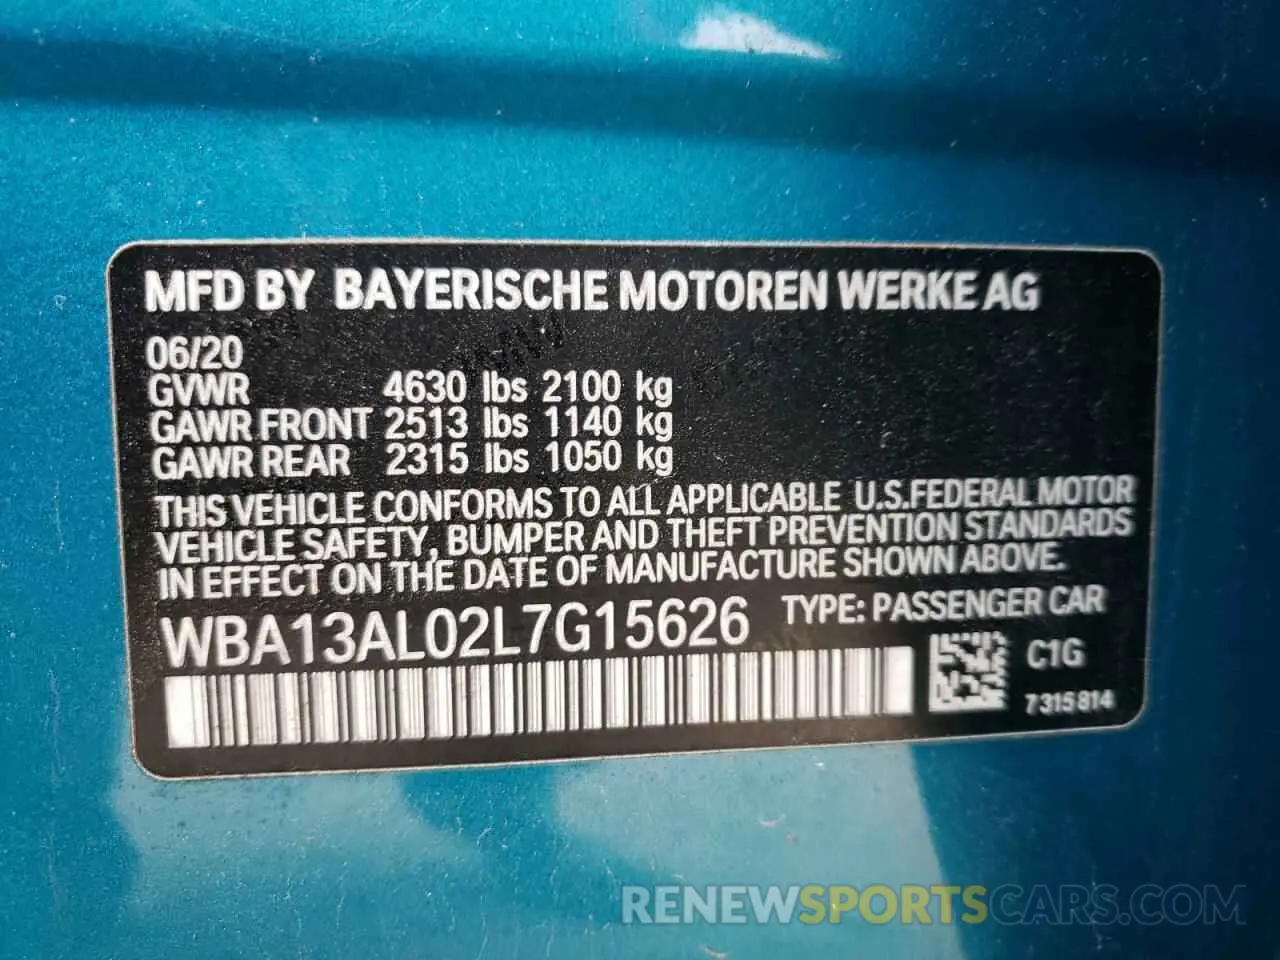 MFD BY BAYERISCHE MOTOREN WERKE AG
06/20
GVWR 4630 lbs 2100 kg
GAWR FRONT 2513 lbs 1140 kg
GAWR REAR 2315 lbs 1050 kg
THIS VEHICLE CONFORMS TO ALL APPLICABLE U.S.FEDERAL MOTOR
VEHICLE SAFETY, BUMPER AND THEFT PREVENTION STANDARDS
IN EFFECT ON THE DATE OF MANUFACTURE SHOWN ABOVE.
WBA13AL02L7G15626 TYPE: PASSENGER CAR
C1G
7315814
RENEWSPORTSCARS.COM